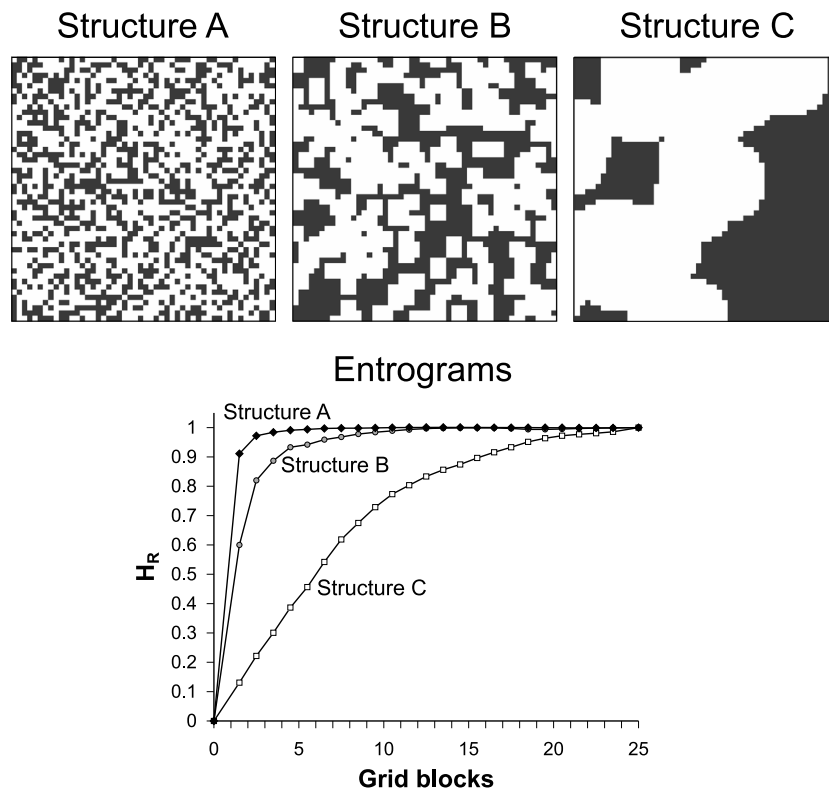 Structure A Structure B Structure C
Entrograms
Structure A
Structure B
Structure C
1
0.9
0.8
0.7
0.6
0.5
0.4
0.3
0.2
0.1
0
H_R
0 5 10 15 20 25
Grid blocks